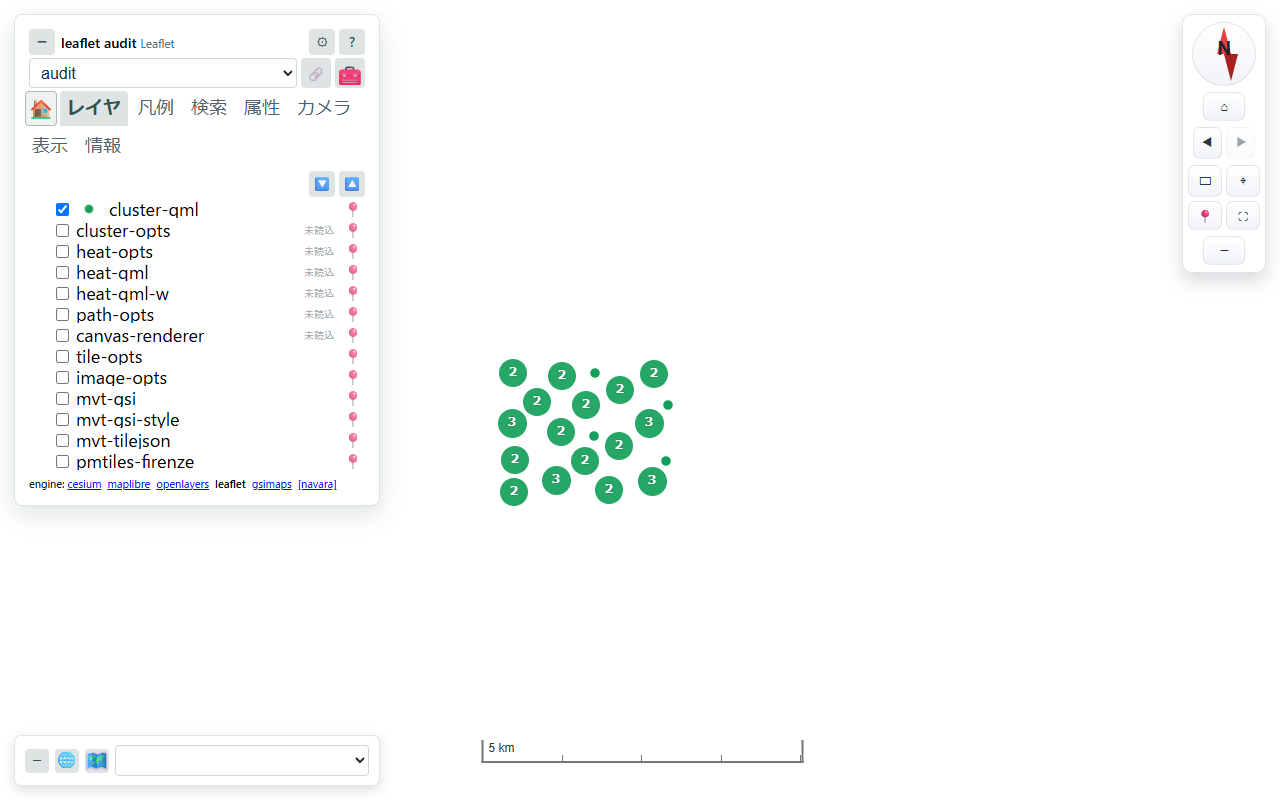 − leaflet audit Leaflet ⚙ ?
audit
レイヤ 凡例 検索 属性 カメラ
表示 情報
cluster-qml
cluster-opts 未読込
heat-opts 未読込
heat-qml 未読込
heat-qml-w 未読込
path-opts 未読込
canvas-renderer 未読込
tile-opts
image-opts
mvt-gsi
mvt-gsi-style
mvt-tilejson
pmtiles-firenze
engine: cesium maplibre openlayers leaflet gsimaps [navara]
N
2 2 2 2
2 2
3 2 3
2 2
2 2
3 3
2 2
5 km